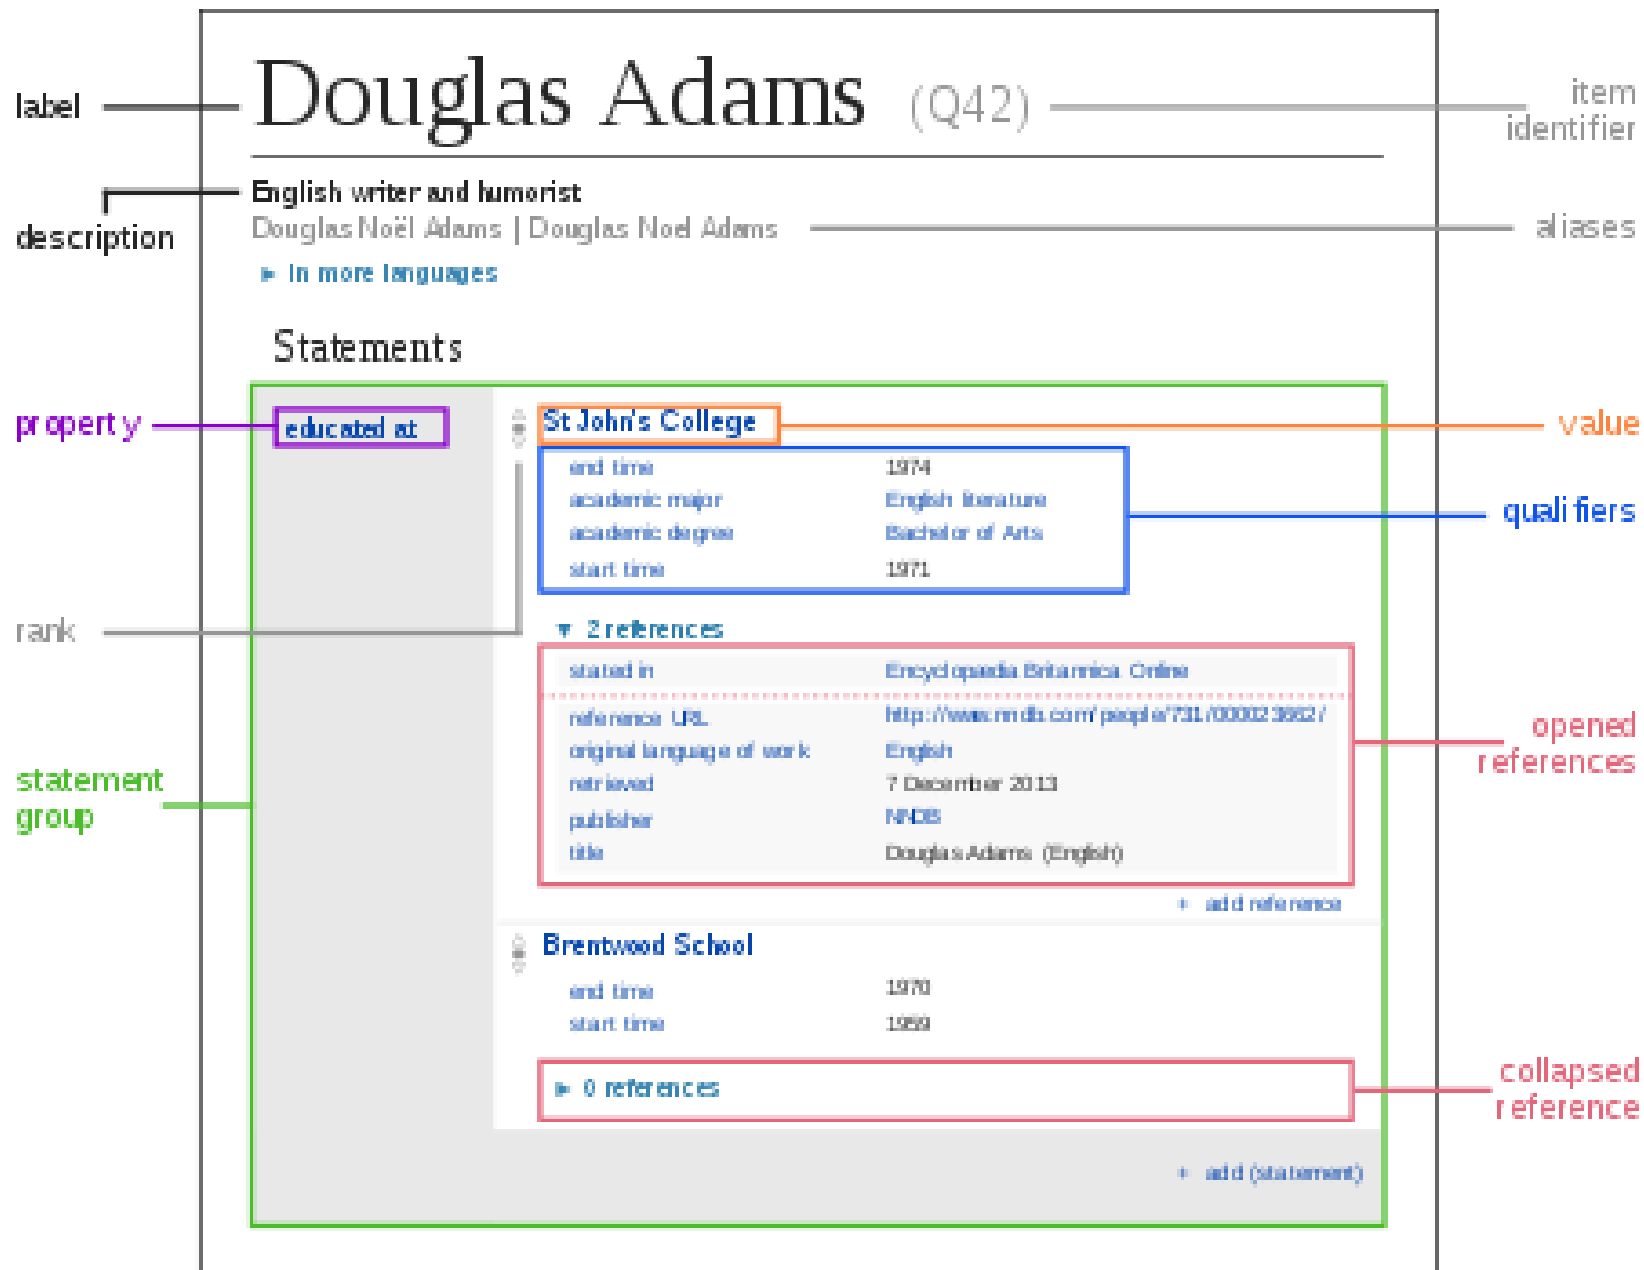 label
Douglas Adams (Q42)
item
identifier
English writer and humorist
description
Douglas Noël Adams | Douglas Noel Adams
aliases
In more languages
Statements
property
educated at
St John's College
value
end time 1974
academic major English literature
qualifiers
academic degree Bachelor of Arts
start time 1971
rank
2 references
stated in Encyclopædia Britannica Online
reference URL
original language of work English
opened
references
retrieved 7 December 2013
publisher NNDB
title Douglas Adams (English)
statement
group
+ add reference
Brentwood School
end time 1970
start time 1959
0 references
collapsed
reference
+ add (statement)